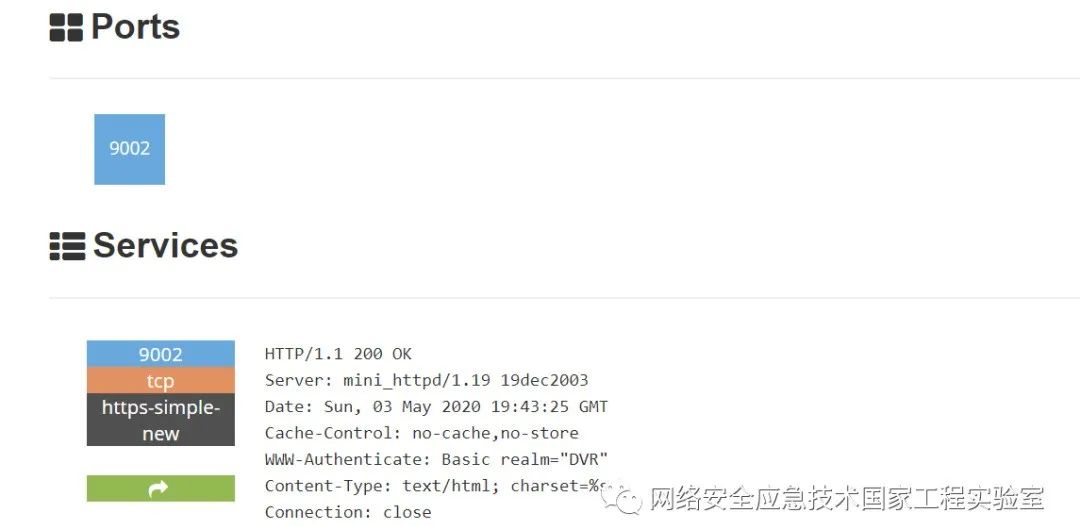 Ports
9002
Services
9002
tcp
https-simple-
new
HTTP/1.1 200 OK
Server: mini_httpd/1.19 19dec2003
Date: Sun, 03 May 2020 19:43:25 GMT
Cache-Control: no-cache,no-store
WWW-Authenticate: Basic realm="DVR"
Content-Type: text/html; charset=%s
Connection: close
网络安全应急技术国家工程实验室